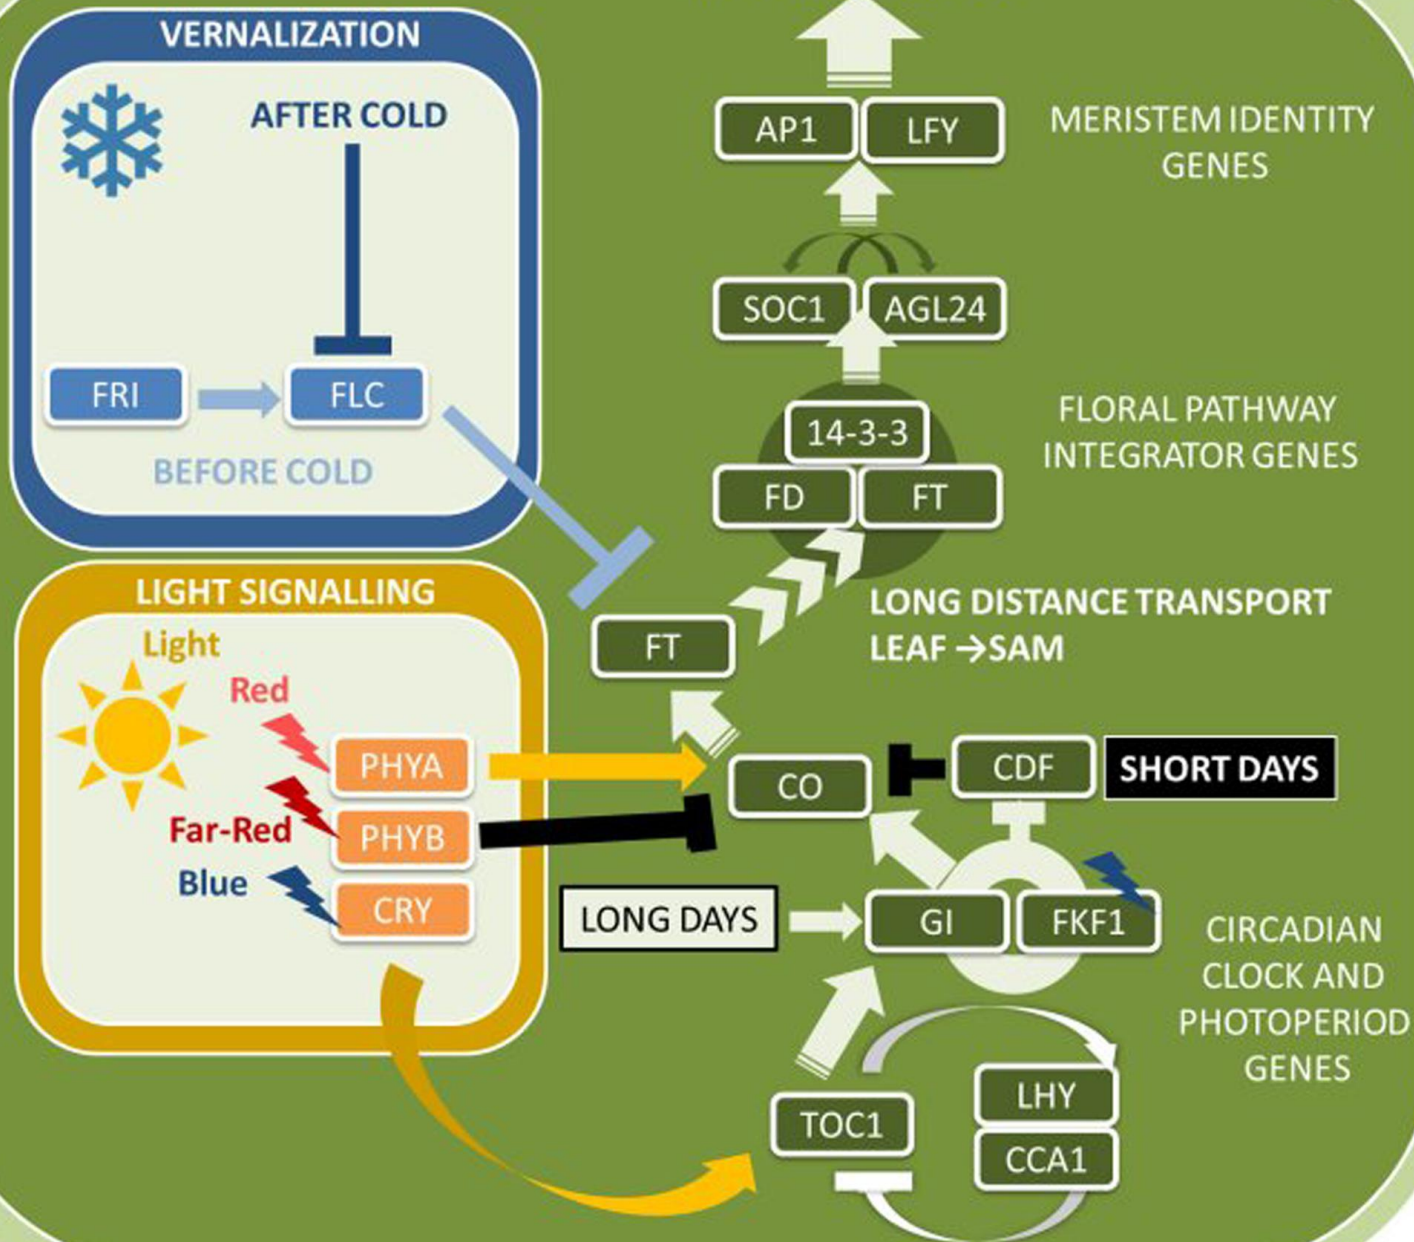 VERNALIZATION
AFTER COLD
FRI
FLC
BEFORE COLD
AP1
LFY
MERISTEM IDENTITY
GENES
SOC1
AGL24
14-3-3
FD
FT
FLORAL PATHWAY
INTEGRATOR GENES
LONG DISTANCE TRANSPORT
LEAF →SAM
FT
LIGHT SIGNALLING
Light
Red
PHYA
Far-Red
PHYB
Blue
CRY
CO
CDF
SHORT DAYS
LONG DAYS
GI
FKF1
CIRCADIAN
CLOCK AND
PHOTOPERIOD
GENES
TOC1
LHY
CCA1